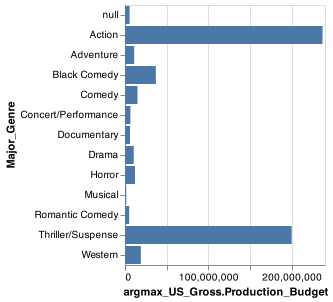 null
Action
Adventure
Black Comedy
Comedy
Concert/Performance
Documentary
Drama
Horror
Musical
Romantic Comedy
Thriller/Suspense
Western
Major_Genre
0 100,000,000 200,000,000
argmax_US_Gross.Production_Budget